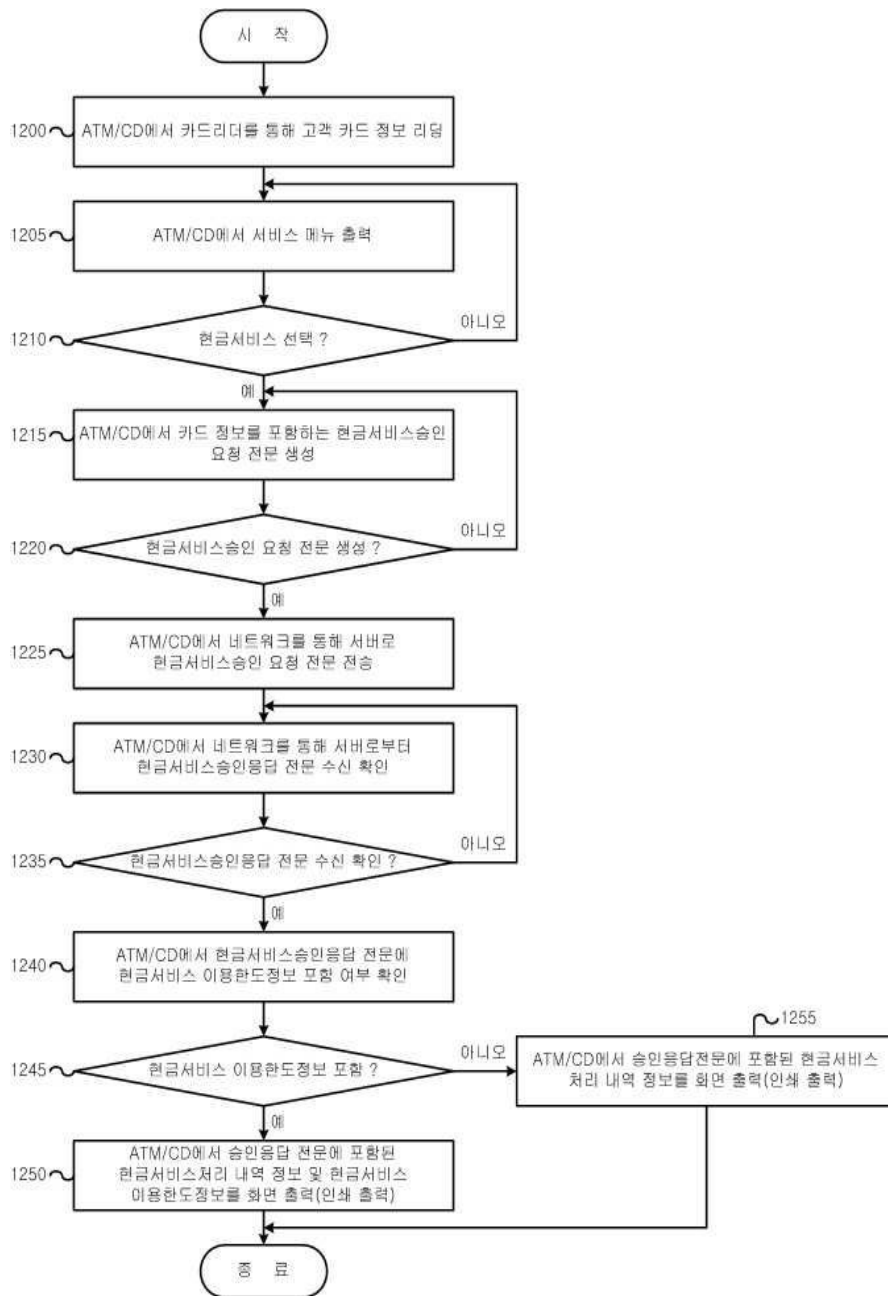 시 작
1200
ATM/CD에서 카드리더를 통해 고객 카드 정보 리딩
1205
ATM/CD에서 서비스 메뉴 출력
1210
현금서비스 선택 ?
아니오
예
1215
ATM/CD에서 카드 정보를 포함하는 현금서비스승인
요청 전문 생성
1220
현금서비스승인 요청 전문 생성 ?
아니오
예
1225
ATM/CD에서 네트워크를 통해 서버로
현금서비스승인 요청 전문 전송
1230
ATM/CD에서 네트워크를 통해 서버로부터
현금서비스승인응답 전문 수신 확인
1235
현금서비스승인응답 전문 수신 확인 ?
아니오
예
1240
ATM/CD에서 현금서비스승인응답 전문에
현금서비스 이용한도정보 포함 여부 확인
1245
현금서비스 이용한도정보 포함 ?
아니오
예
1255
ATM/CD에서 승인응답전문에 포함된 현금서비스
처리 내역 정보를 화면 출력(인쇄 출력)
1250
ATM/CD에서 승인응답 전문에 포함된
현금서비스처리 내역 정보 및 현금서비스
이용한도정보를 화면 출력(인쇄 출력)
종 료